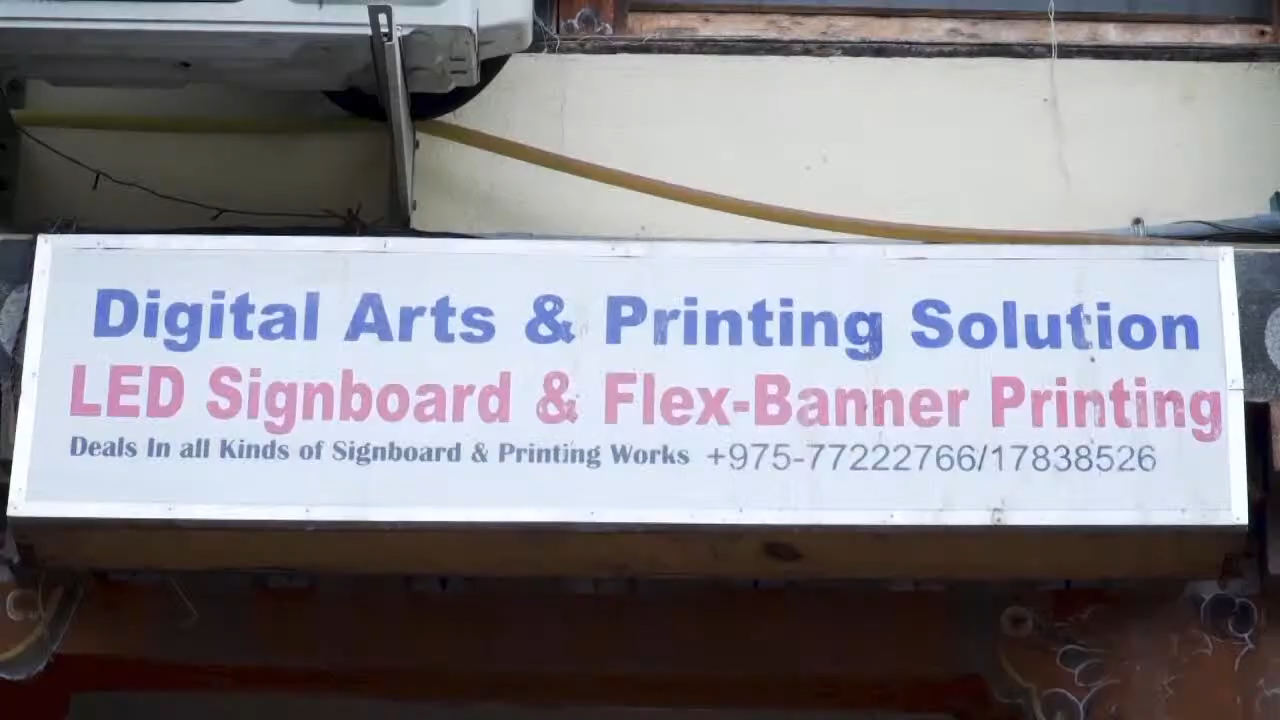 Digital Arts & Printing Solution
LED Signboard & Flex-Banner Printing
Deals In all Kinds of Signboard & Printing Works +975-77222766/17838526